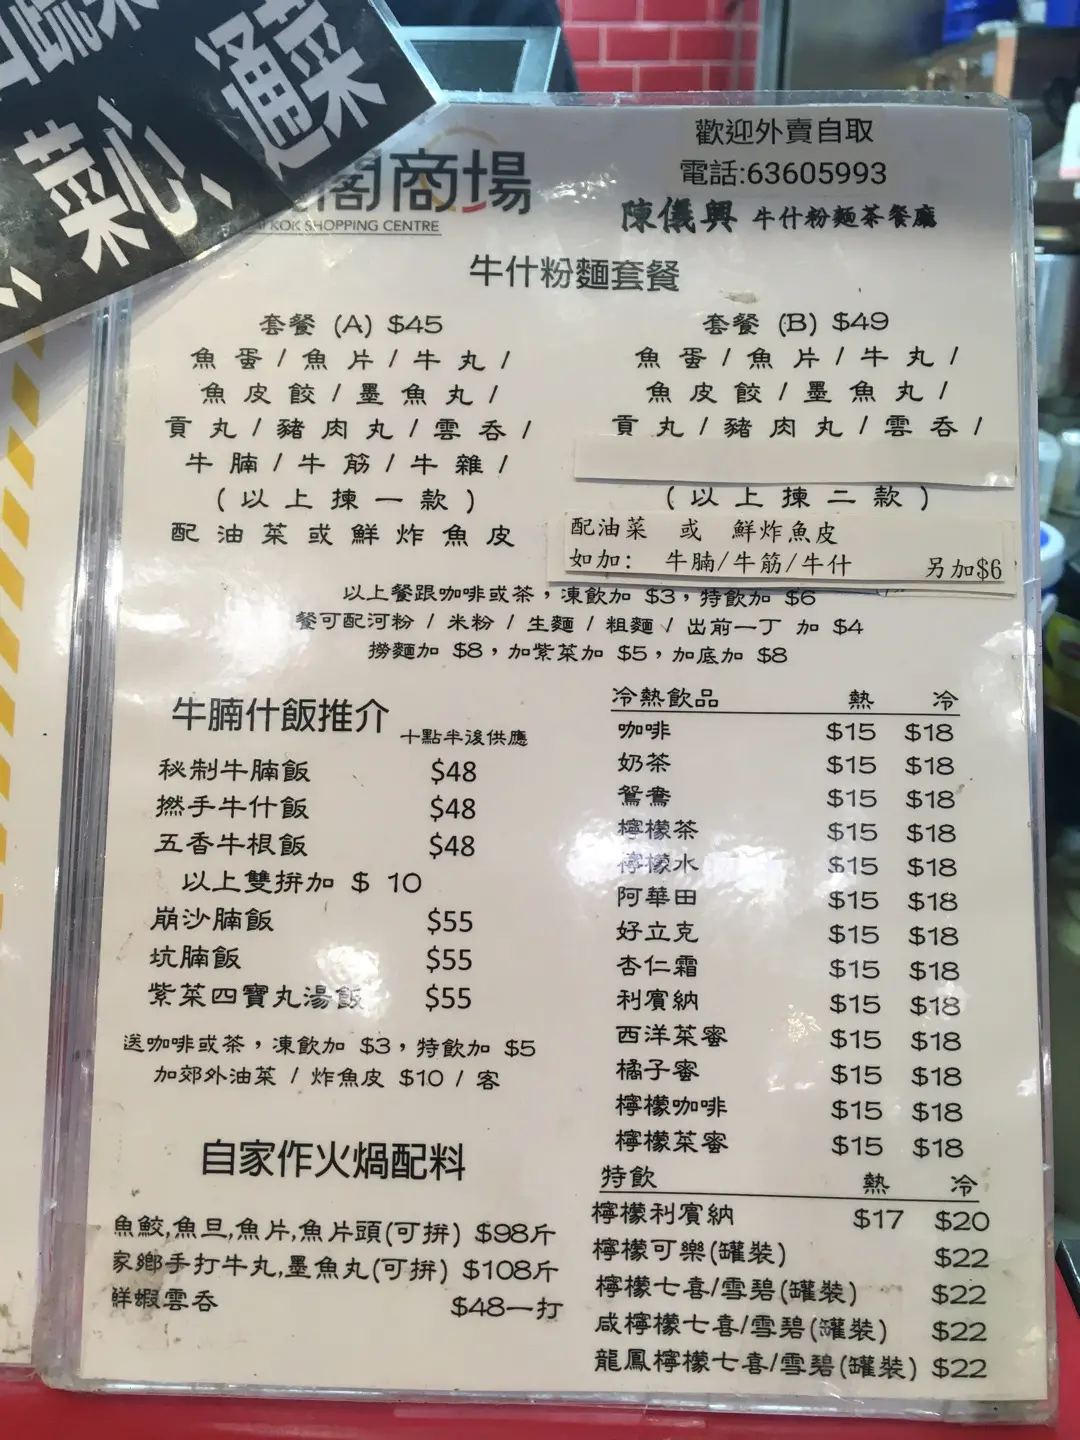 菜心、通菜
閣商場
KOK SHOPPING CENTRE
歡迎外賣自取
電話:63605993
陳儀興 牛什粉麵茶餐廳
牛什粉麵套餐
套餐 (A) $45
魚蛋/魚片/牛丸/
魚皮餃/墨魚丸/
貢丸/豬肉丸/雲吞/
牛腩/牛筋/牛雜/
(以上揀一款)
配油菜或鮮炸魚皮
套餐 (B) $49
魚蛋/魚片/牛丸/
魚皮餃/墨魚丸/
貢丸/豬肉丸/雲吞/
(以上揀二款)
配油菜 或 鮮炸魚皮
如加: 牛腩/牛筋/牛什 另加$6
以上餐跟咖啡或茶，凍飲加 $3，特飲加 $6
餐可配河粉 / 米粉 / 生麵 / 粗麵 / 出前一丁 加 $4
撈麵加 $8，加紫菜加 $5，加底加 $8
牛腩什飯推介 十點半後供應
秘制牛腩飯 $48
撚手牛什飯 $48
五香牛根飯 $48
以上雙拼加 $ 10
崩沙腩飯 $55
坑腩飯 $55
紫菜四寶丸湯飯 $55
送咖啡或茶，凍飲加 $3，特飲加 $5
加郊外油菜 / 炸魚皮 $10 / 客
自家作火焗配料
魚鮫,魚旦,魚片,魚片頭(可拼) $98斤
家鄉手打牛丸,墨魚丸(可拼) $108斤
鮮蝦雲吞 $48一打
冷熱飲品 熱 冷
咖啡 $15 $18
奶茶 $15 $18
鴛鴦 $15 $18
檸檬茶 $15 $18
檸檬水 $15 $18
阿華田 $15 $18
好立克 $15 $18
杏仁霜 $15 $18
利賓納 $15 $18
西洋菜蜜 $15 $18
橘子蜜 $15 $18
檸檬咖啡 $15 $18
檸檬菜蜜 $15 $18
特飲 熱 冷
檸檬利賓納 $17 $20
檸檬可樂(罐裝) $22
檸檬七喜/雪碧(罐裝) $22
咸檸檬七喜/雪碧(罐裝) $22
龍鳳檸檬七喜/雪碧(罐裝) $22